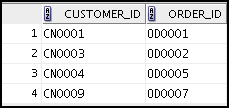 CUSTOMER_ID ORDER_ID
1 CN0001 OD0001
2 CN0003 OD0002
3 CN0004 OD0005
4 CN0009 OD0007